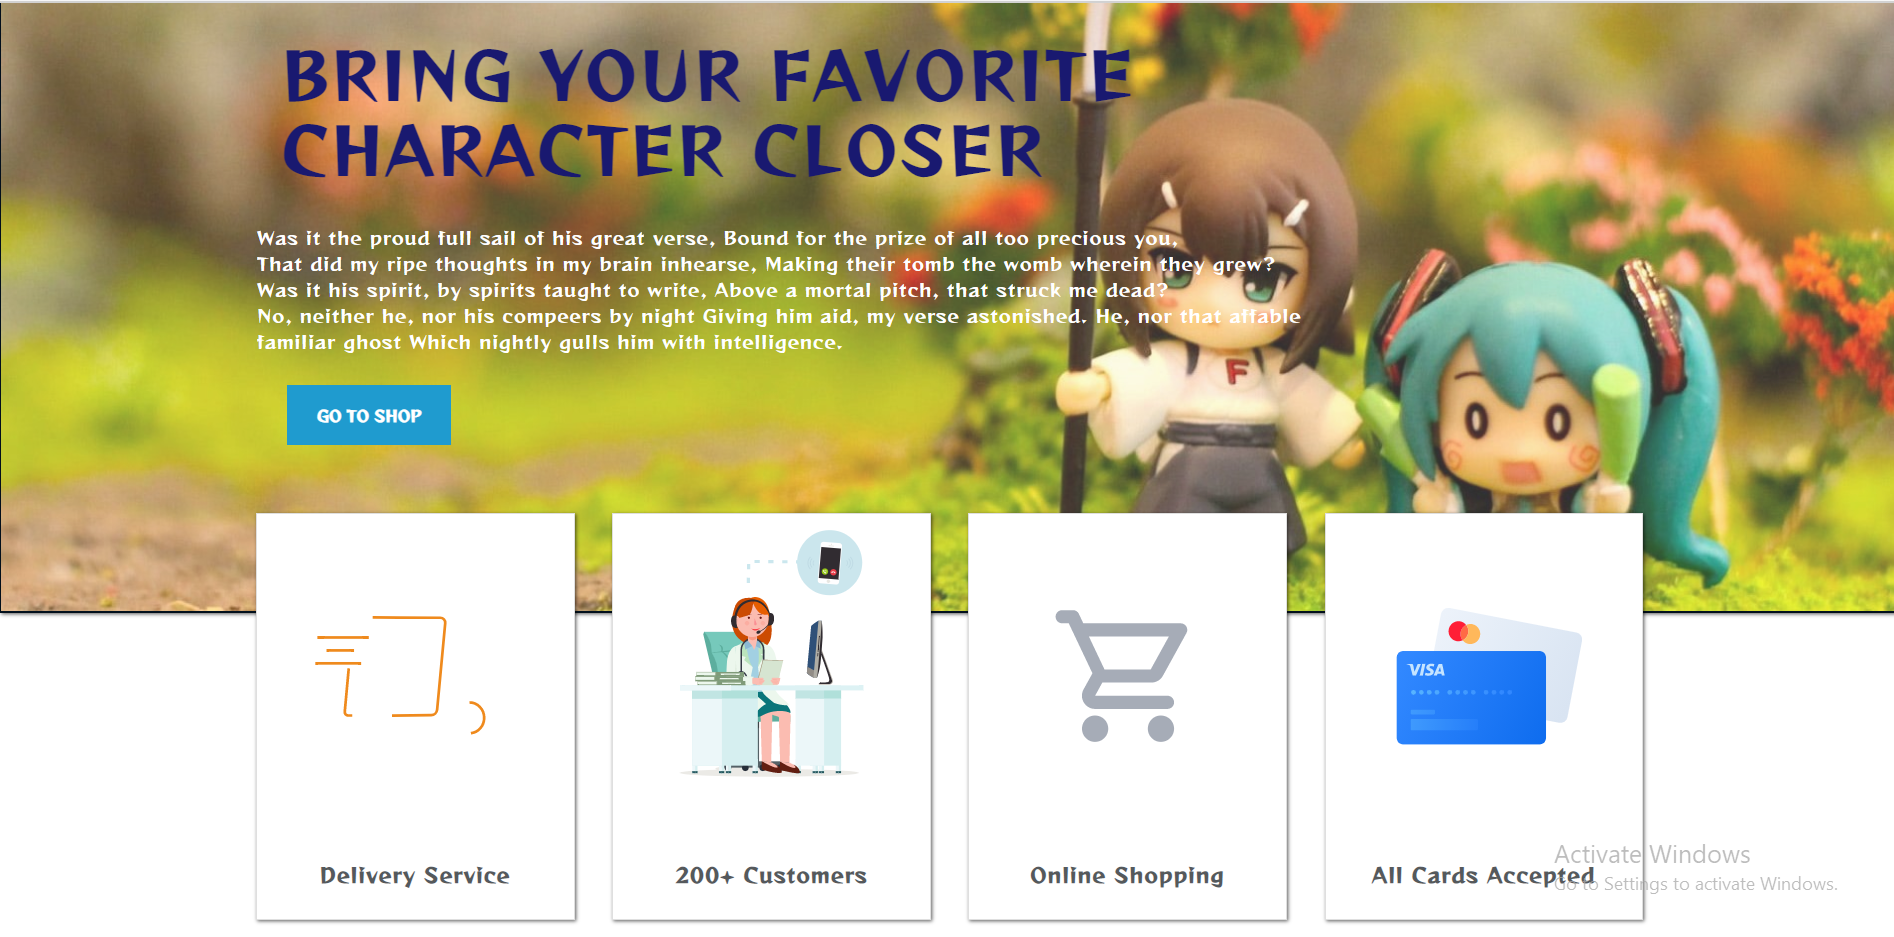 BRING YOUR FAVORITE
CHARACTER CLOSER
Was it the proud full sail of his great verse, Bound for the prize of all too precious you,
That did my ripe thoughts in my brain inhearse, Making their tomb the womb wherein they grew?
Was it his spirit, by spirits taught to write, Above a mortal pitch, that struck me dead?
No, neither he, nor his compeers by night Giving him aid, my verse astonished. He, nor that affable
familiar ghost Which nightly gulls him with intelligence.
F
GO TO SHOP
VISA
Delivery Service
200+ Customers
Online Shopping
All Cards Accepted
Activate Windows
Go to Settings to activate Windows.